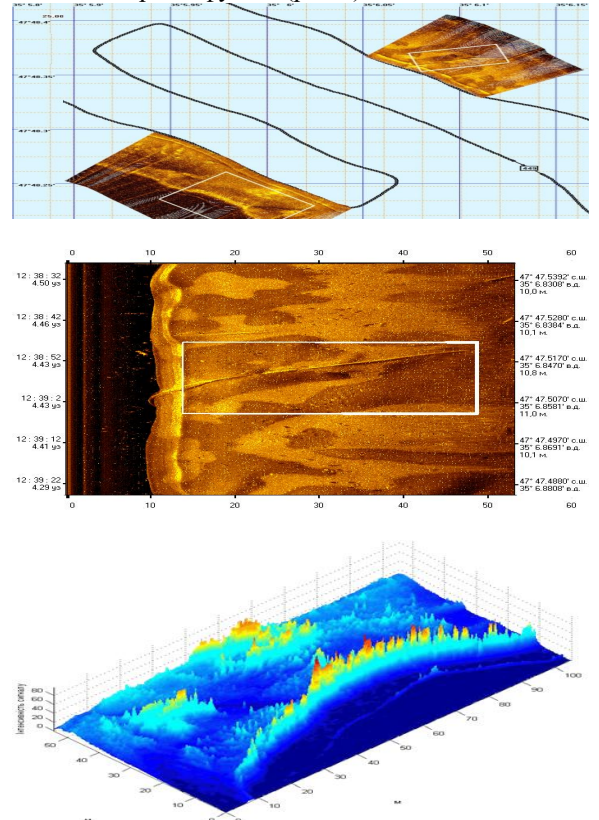 35° 5.9'
35° 5.95'
35° 6'
35° 6.05'
35° 6.1'
35° 6.15'
25.00
47°48.4'
47°48.35'
47°48.3'
47°48.25'
0 10 20 30 40 50 60
12 : 38 : 32
4.50 уз
12 : 38 : 42
4.46 уз
12 : 38 : 52
4.43 уз
12 : 39 : 2
4.43 уз
12 : 39 : 12
4.41 уз
12 : 39 : 22
4.29 уз
47° 47.5392' с.ш.
35° 6.8308' в.д.
10,0 м.
47° 47.5280' с.ш.
35° 6.8384' в.д.
10,1 м.
47° 47.5170' с.ш.
35° 6.8470' в.д.
10,8 м.
47° 47.5070' с.ш.
35° 6.8581' в.д.
11,0 м.
47° 47.4970' с.ш.
35° 6.8691' в.д.
10,1 м.
47° 47.4880' с.ш.
35° 6.8808' в.д.
0 10 20 30 40 50 60
Інтенсивність сигналу
80
60
40
20
0
50
40
30
20
10
0
0
10
20
30
40
50
60
70
80
90
100
м